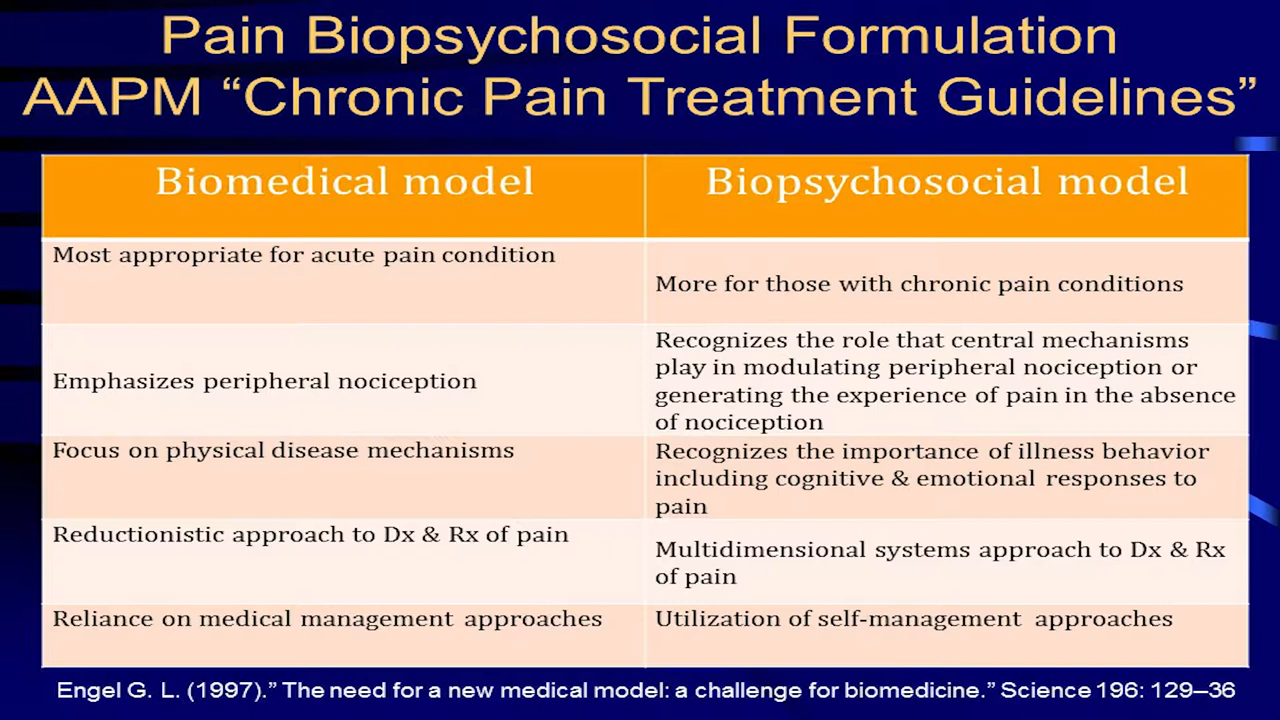 Pain Biopsychosocial Formulation
AAPM “Chronic Pain Treatment Guidelines”
Biomedical model
Biopsychosocial model
Most appropriate for acute pain condition
More for those with chronic pain conditions
Emphasizes peripheral nociception
Recognizes the role that central mechanisms
play in modulating peripheral nociception or
generating the experience of pain in the absence
of nociception
Focus on physical disease mechanisms
Recognizes the importance of illness behavior
including cognitive & emotional responses to
pain
Reductionistic approach to Dx & Rx of pain
Multidimensional systems approach to Dx & Rx
of pain
Reliance on medical management approaches
Utilization of self-management approaches
Engel G. L. (1997).” The need for a new medical model: a challenge for biomedicine.” Science 196: 129–36